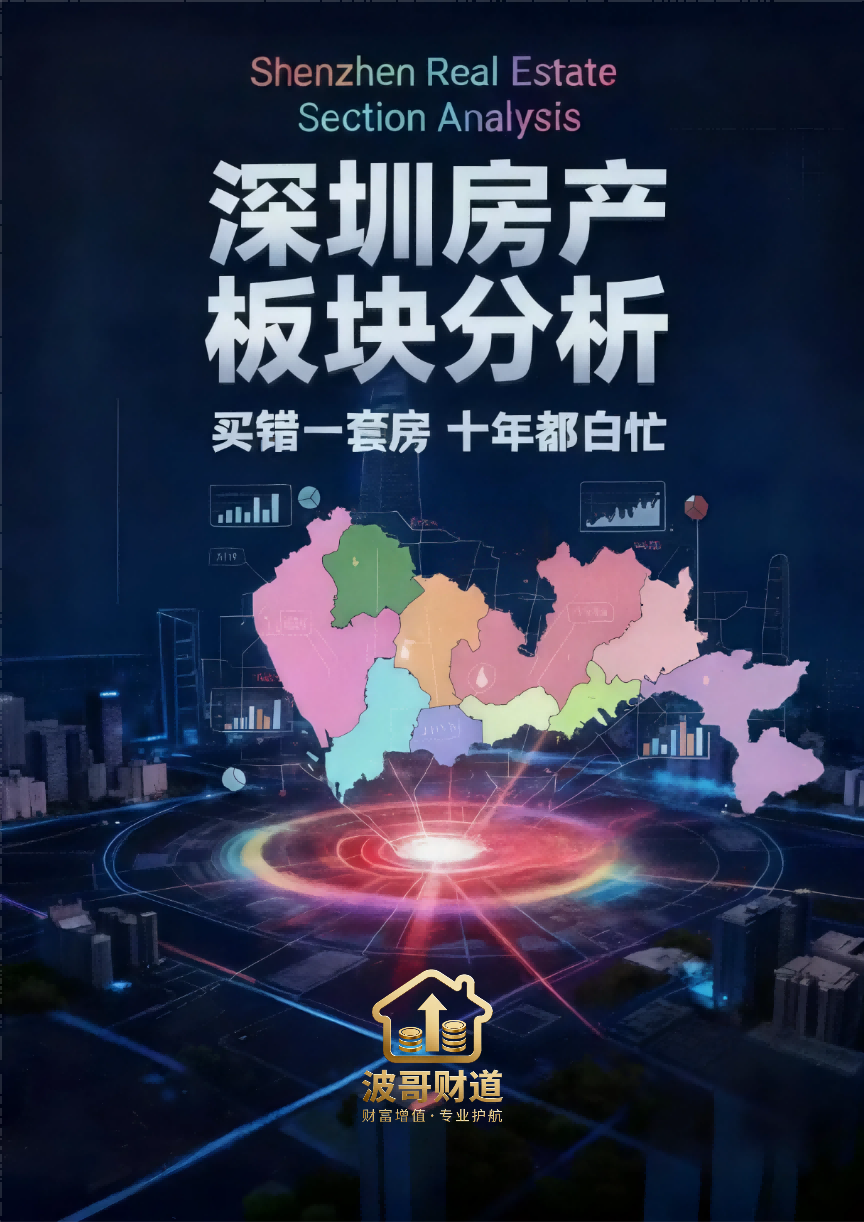 Shenzhen Real Estate
Section Analysis
深圳房产
板块分析
买错一套房 十年都白忙
波哥财道
财富增值·专业护航